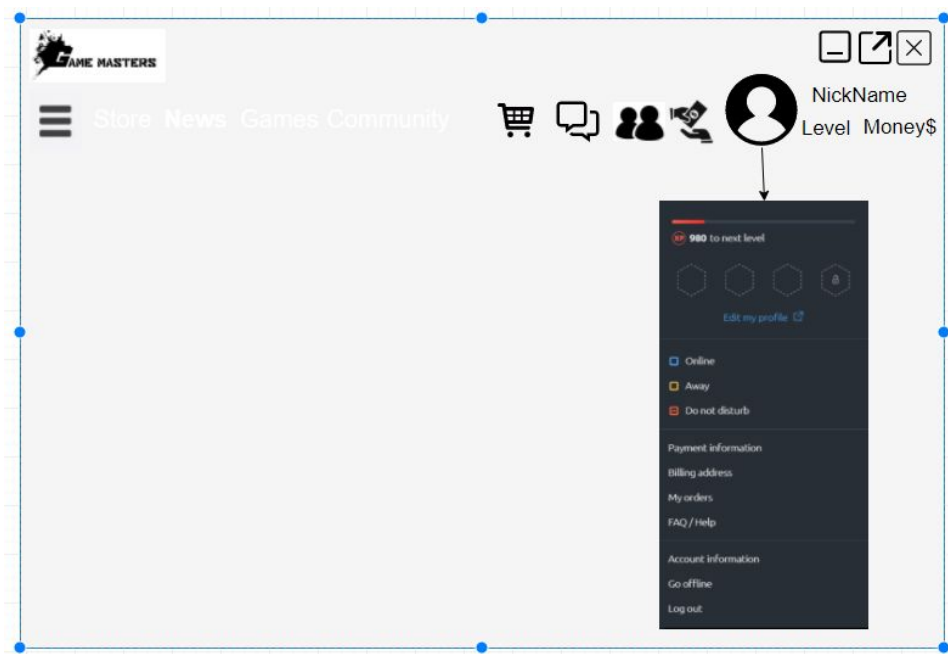 GAME MASTERS
Store News Games Community
NickName
Level Money$
XP 980 to next level
Edit my profile
Online
Away
Do not disturb
Payment information
Billing address
My orders
FAQ / Help
Account information
Go offline
Log out